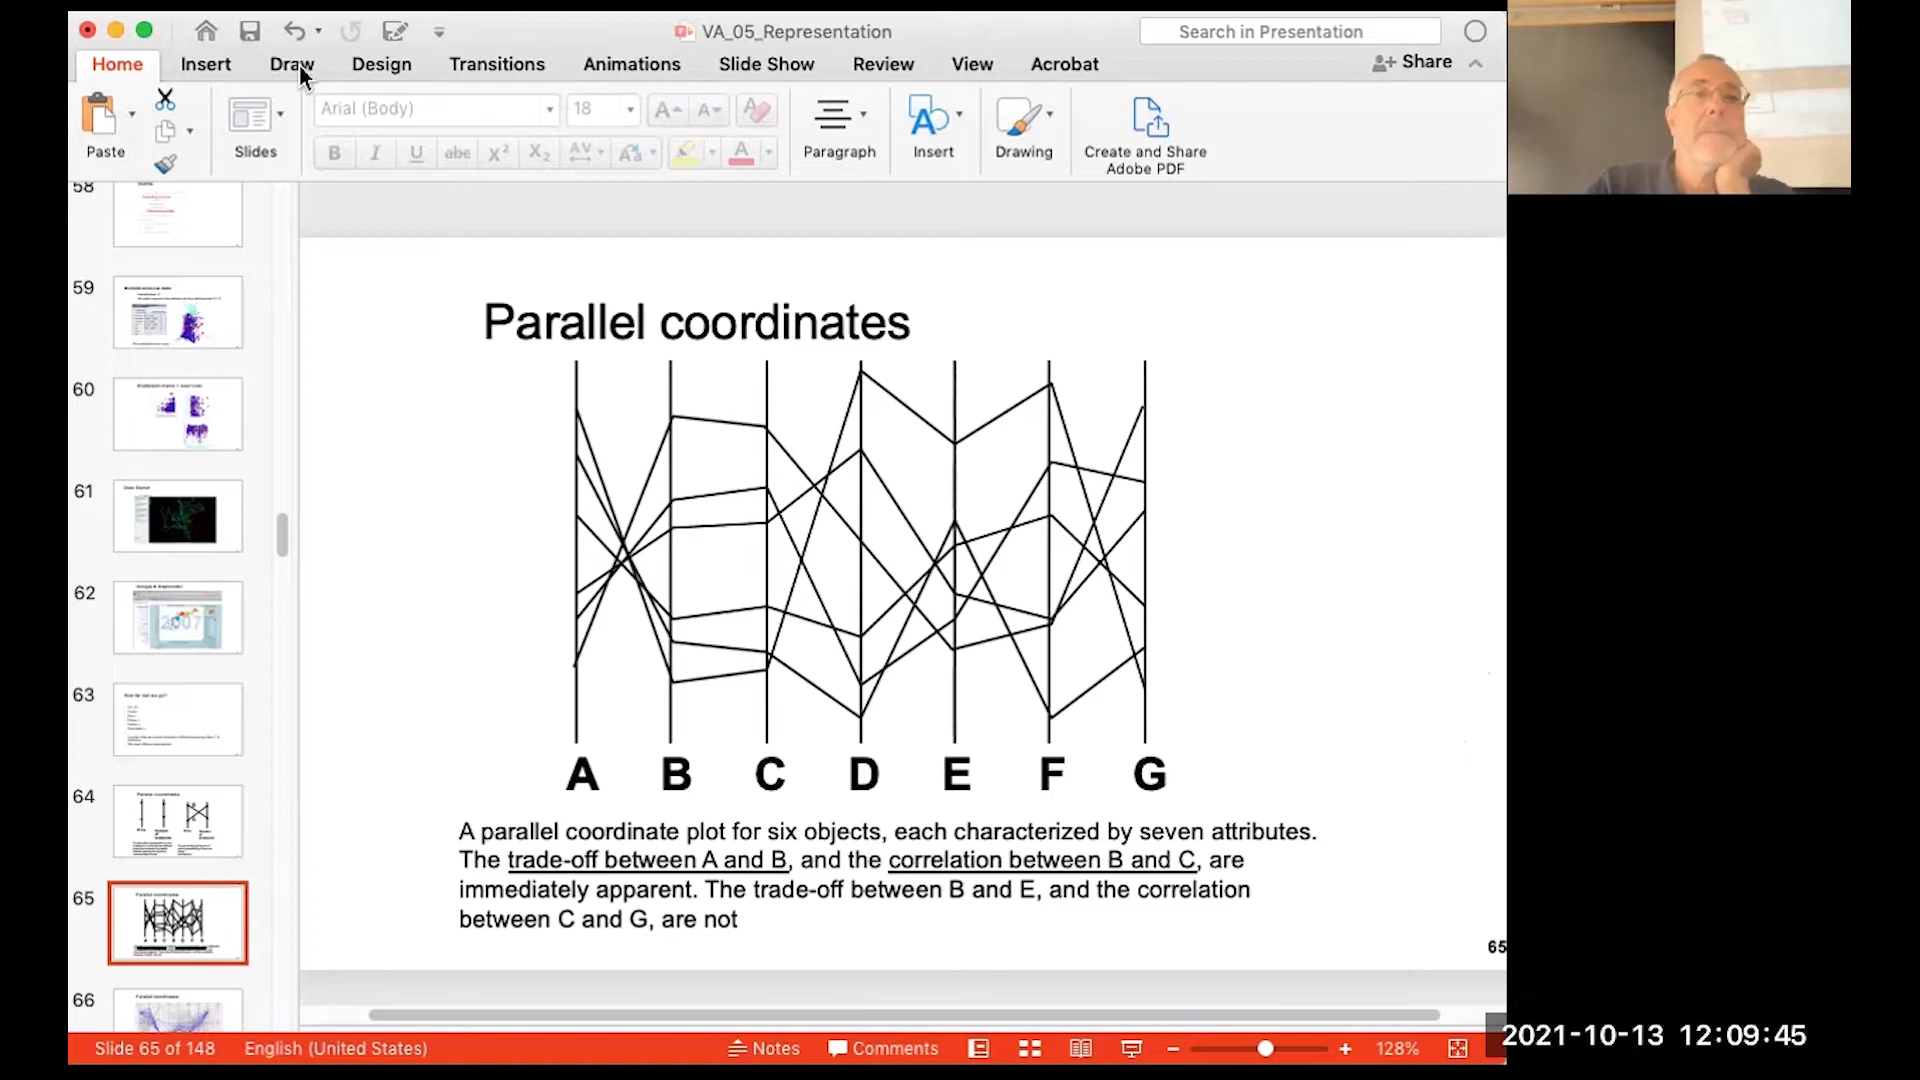 VA_05_Representation
Search in Presentation
Home Insert Draw Design Transitions Animations Slide Show Review View Acrobat Share
Arial (Body) 18
Paste Slides Paragraph Insert Drawing Create and Share
Adobe PDF
58
59
60
61
62
2007
63
64
65
66
Parallel coordinates
A B C D E F G
A parallel coordinate plot for six objects, each characterized by seven attributes.
The trade-off between A and B, and the correlation between B and C, are
immediately apparent. The trade-off between B and E, and the correlation
between C and G, are not
65
Slide 65 of 148 English (United States) Notes Comments 128%
2021-10-13 12:09:45